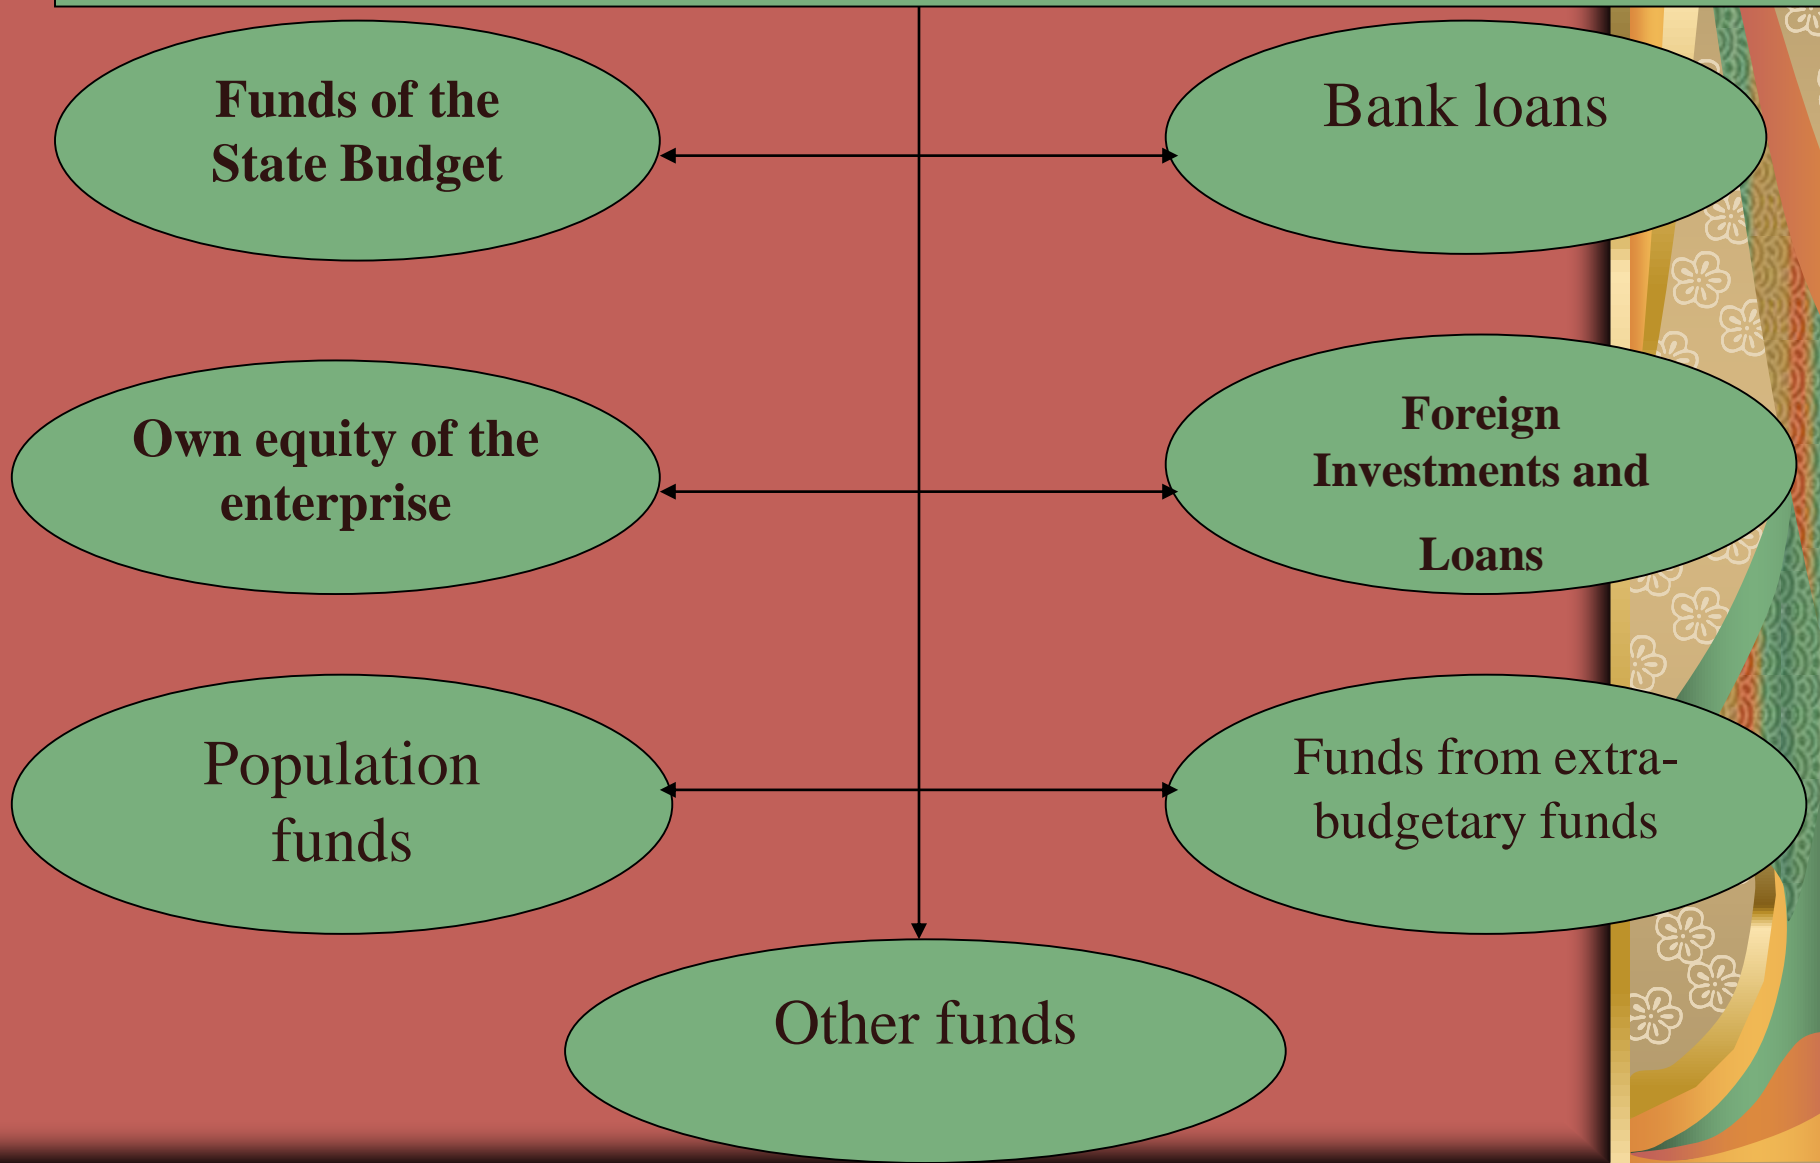 Funds of the
State Budget
Bank loans
Own equity of the
enterprise
Foreign
Investments and
Loans
Population
funds
Funds from extra-
budgetary funds
Other funds